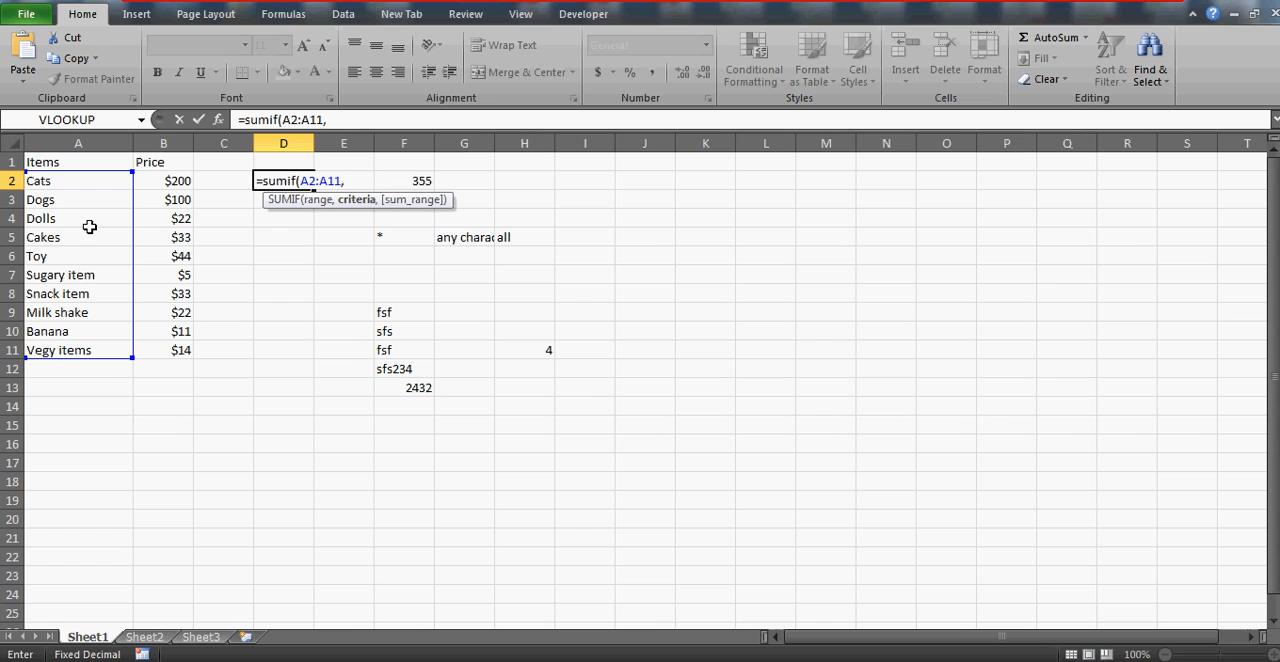 File Home Insert Page Layout Formulas Data New Tab Review View Developer
Cut
Copy
Format Painter
Paste
Clipboard
11
B I U
Font
Wrap Text
Merge & Center
Alignment
General
$ % ,
Number
Conditional Formatting
Format as Table
Cell Styles
Styles
Insert Delete Format
Cells
Σ AutoSum
Fill
Clear
Sort & Filter
Find & Select
Editing
VLOOKUP fx =sumif(A2:A11,
A B C D E F G H I J K L M N O P Q R S T
1 Items Price
2 Cats $200 =sumif(A2:A11, 355
3 Dogs $100 SUMIF(range, criteria, [sum_range])
4 Dolls $22
5 Cakes $33 * any charac all
6 Toy $44
7 Sugary item $5
8 Snack item $33
9 Milk shake $22 fsf
10 Banana $11 sfs
11 Vegy items $14 fsf 4
12 sfs234
13 2432
14
15
16
17
18
19
20
21
22
23
24
25
Sheet1 Sheet2 Sheet3
Enter Fixed Decimal 100%